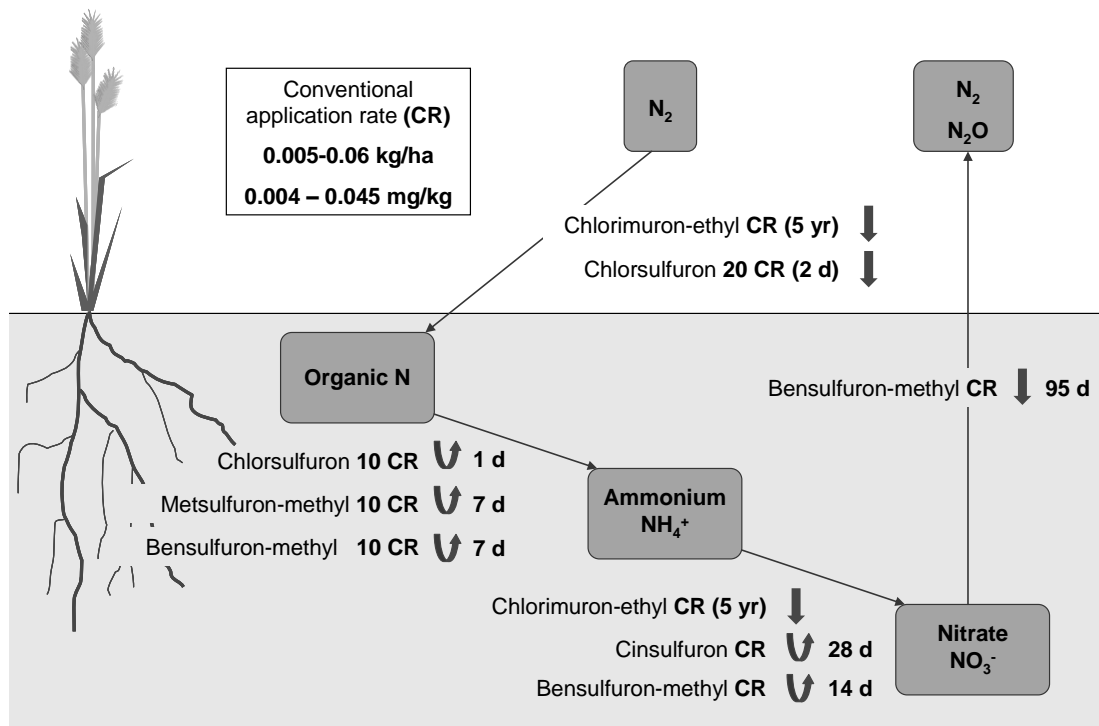 Conventional
application rate (CR)
0.005-0.06 kg/ha
0.004 – 0.045 mg/kg
N₂
N₂
N₂O
Chlorimuron-ethyl CR (5 yr)
Chlorsulfuron 20 CR (2 d)
Organic N
Bensulfuron-methyl CR 95 d
Chlorsulfuron 10 CR 1 d
Metsulfuron-methyl 10 CR 7 d
Bensulfuron-methyl 10 CR 7 d
Ammonium
NH₄⁺
Chlorimuron-ethyl CR (5 yr)
Cinsulfuron CR 28 d
Bensulfuron-methyl CR 14 d
Nitrate
NO₃⁻